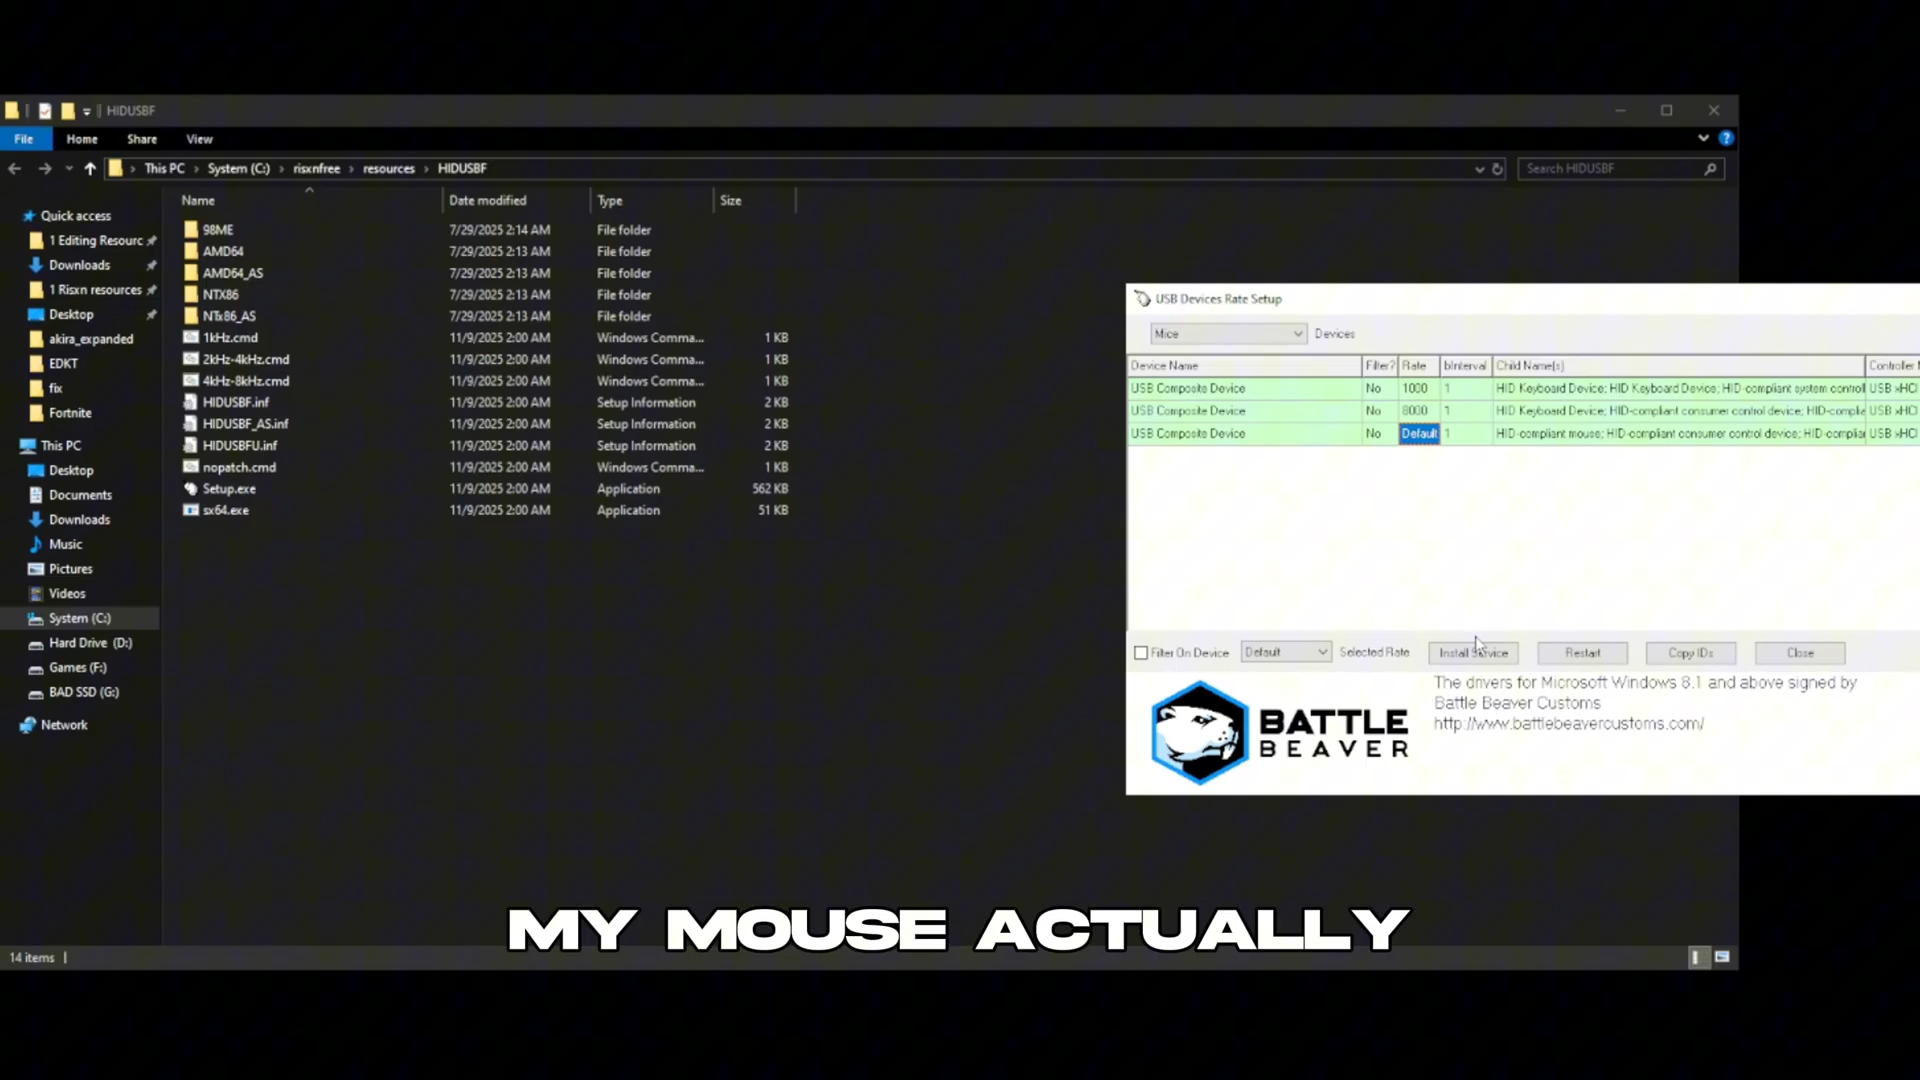 HIDUSBF
File Home Share View
This PC › System (C:) › risxnfree › resources › HIDUSBF
Search HIDUSBF
Name Date modified Type Size
Quick access
1 Editing Resourc
Downloads
1 Risxn resources
Desktop
akira_expanded
EDKT
fix
Fortnite
This PC
Desktop
Documents
Downloads
Music
Pictures
Videos
System (C:)
Hard Drive (D:)
Games (F:)
BAD SSD (G:)
Network
98ME 7/29/2025 2:14 AM File folder
AMD64 7/29/2025 2:13 AM File folder
AMD64_AS 7/29/2025 2:13 AM File folder
NTX86 7/29/2025 2:13 AM File folder
NTx86_AS 7/29/2025 2:13 AM File folder
1kHz.cmd 11/9/2025 2:00 AM Windows Comma... 1 KB
2kHz-4kHz.cmd 11/9/2025 2:00 AM Windows Comma... 1 KB
4kHz-8kHz.cmd 11/9/2025 2:00 AM Windows Comma... 1 KB
HIDUSBF.inf 11/9/2025 2:00 AM Setup Information 2 KB
HIDUSBF_AS.inf 11/9/2025 2:00 AM Setup Information 2 KB
HIDUSBFU.inf 11/9/2025 2:00 AM Setup Information 2 KB
nopatch.cmd 11/9/2025 2:00 AM Windows Comma... 1 KB
Setup.exe 11/9/2025 2:00 AM Application 562 KB
sx64.exe 11/9/2025 2:00 AM Application 51 KB
USB Devices Rate Setup
Mice Devices
Device Name Filter? Rate bInterval Child Name(s) Controller
USB Composite Device No 1000 1 HID Keyboard Device; HID Keyboard Device; HID-compliant system control USB xHCI
USB Composite Device No 8000 1 HID Keyboard Device; HID-compliant consumer control device; HID-complia USB xHCI
USB Composite Device No Default 1 HID-compliant mouse; HID-compliant consumer control device; HID-complia USB xHCI
Filter On Device Default Selected Rate Install Service Restart Copy IDs Close
BATTLE
BEAVER
The drivers for Microsoft Windows 8.1 and above signed by
Battle Beaver Customs
http://www.battlebeavercustoms.com/
MY MOUSE ACTUALLY
14 items